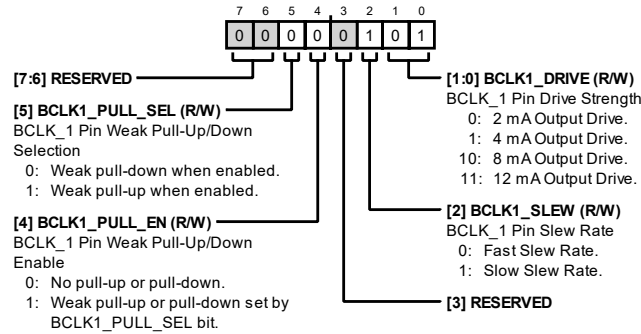 7 6 5 4 3 2 1 0
0 0 0 0 0 1 0 1
[7:6] RESERVED
[5] BCLK1_PULL_SEL (R/W)
BCLK_1 Pin Weak Pull-Up/Down
Selection
0: Weak pull-down when enabled.
1: Weak pull-up when enabled.
[4] BCLK1_PULL_EN (R/W)
BCLK_1 Pin Weak Pull-Up/Down
Enable
0: No pull-up or pull-down.
1: Weak pull-up or pull-down set by
BCLK1_PULL_SEL bit.
[1:0] BCLK1_DRIVE (R/W)
BCLK_1 Pin Drive Strength
0: 2 mA Output Drive.
1: 4 mA Output Drive.
10: 8 mA Output Drive.
11: 12 mA Output Drive.
[2] BCLK1_SLEW (R/W)
BCLK_1 Pin Slew Rate
0: Fast Slew Rate.
1: Slow Slew Rate.
[3] RESERVED